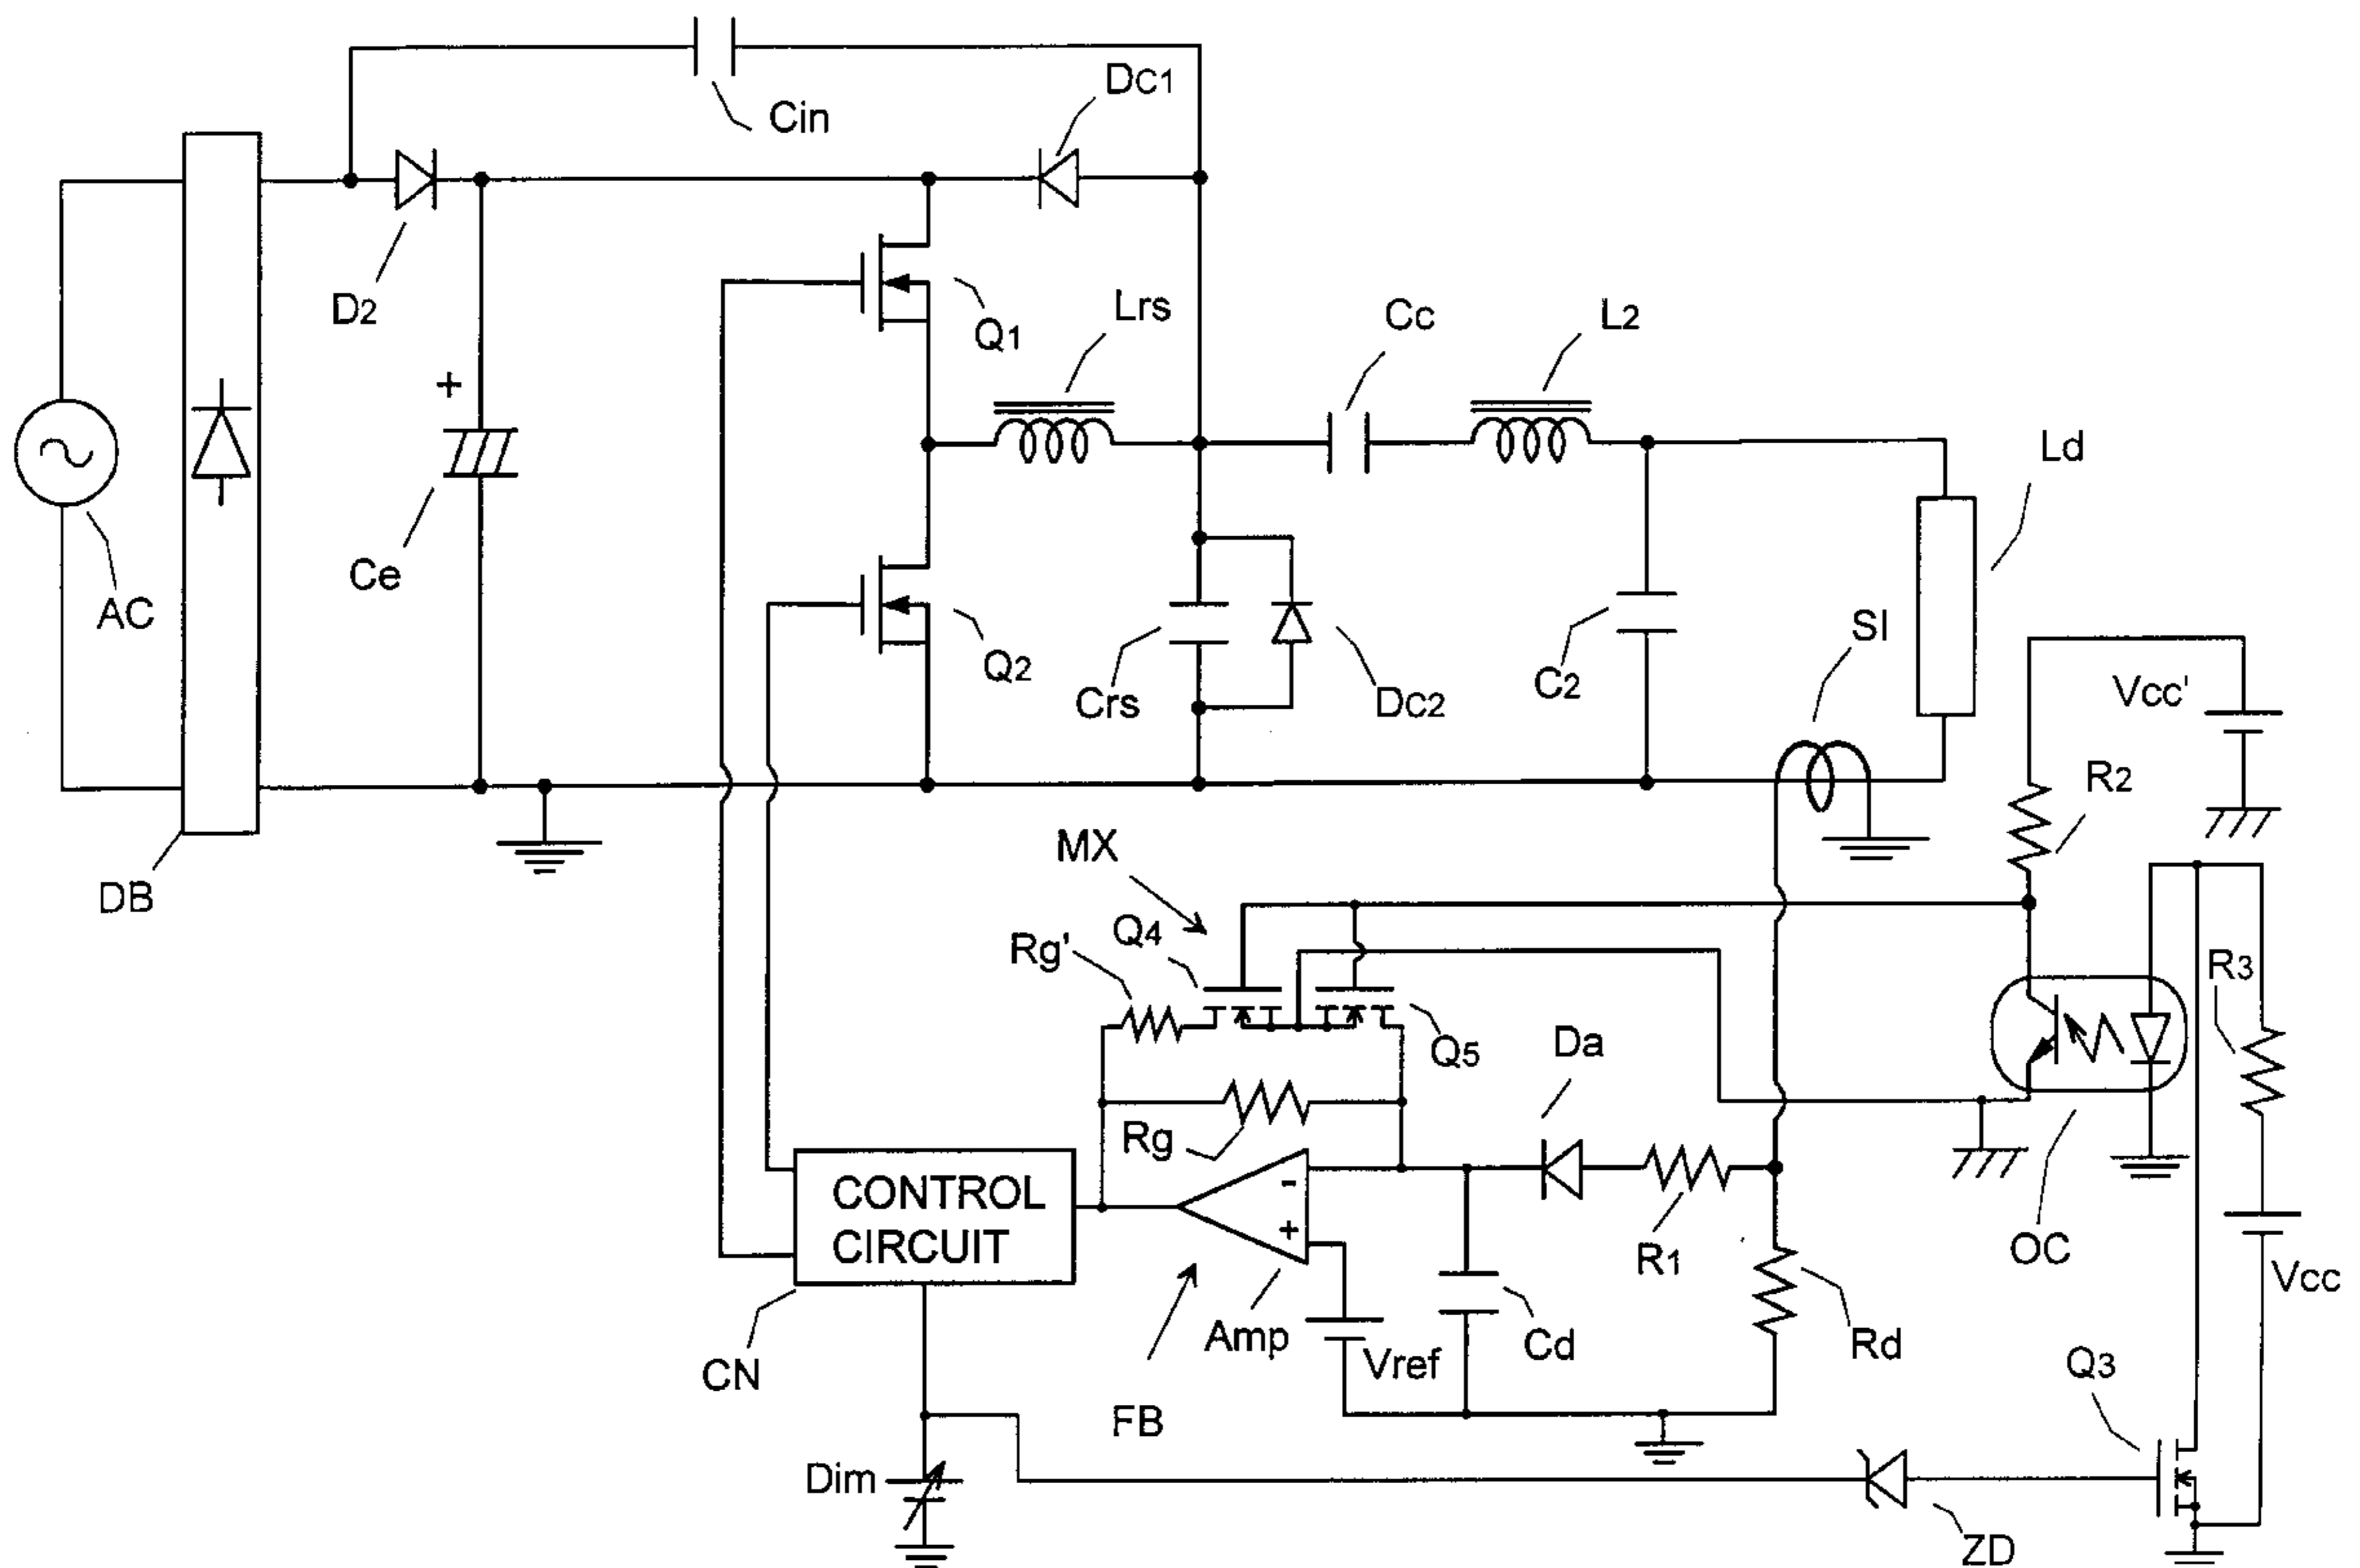 Cin
DC1
D2
Q1
Lrs
Cc
L2
Ld
+
Ce
AC
Q2
Crs
DC2
C2
SI
Vcc'
R2
DB
MX
Q4
Rg'
Q5
Da
R3
Rg
CONTROL
CIRCUIT
-
+
R1
OC
Vcc
Amp
Vref
Cd
Rd
CN
FB
Q3
Dim
ZD